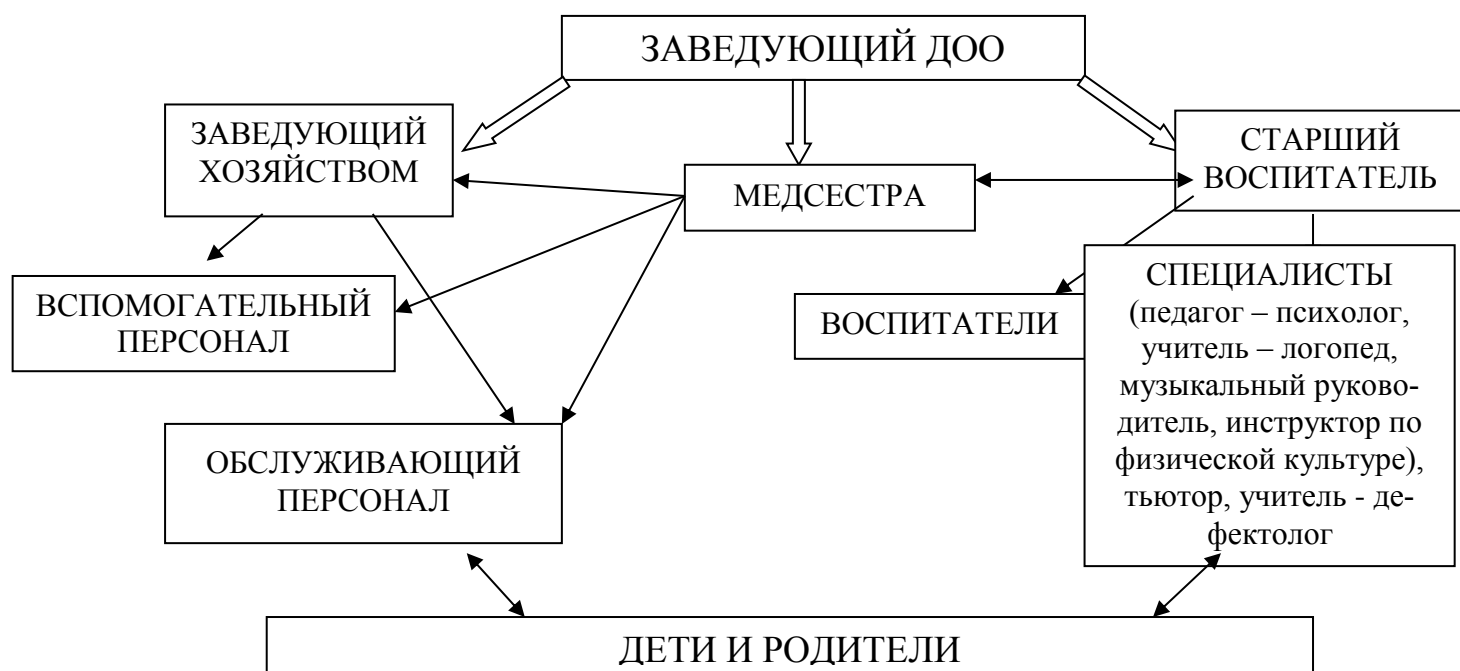 ЗАВЕДУЮЩИЙ ДОО
ЗАВЕДУЮЩИЙ
ХОЗЯЙСТВОМ
МЕДСЕСТРА
СТАРШИЙ
ВОСПИТАТЕЛЬ
ВСПОМОГАТЕЛЬНЫЙ
ПЕРСОНАЛ
ВОСПИТАТЕЛИ
СПЕЦИАЛИСТЫ
(педагог – психолог,
учитель – логопед,
музыкальный руково-
дитель, инструктор по
физической культуре),
тьютор, учитель - де-
фектолог
ОБСЛУЖИВАЮЩИЙ
ПЕРСОНАЛ
ДЕТИ И РОДИТЕЛИ